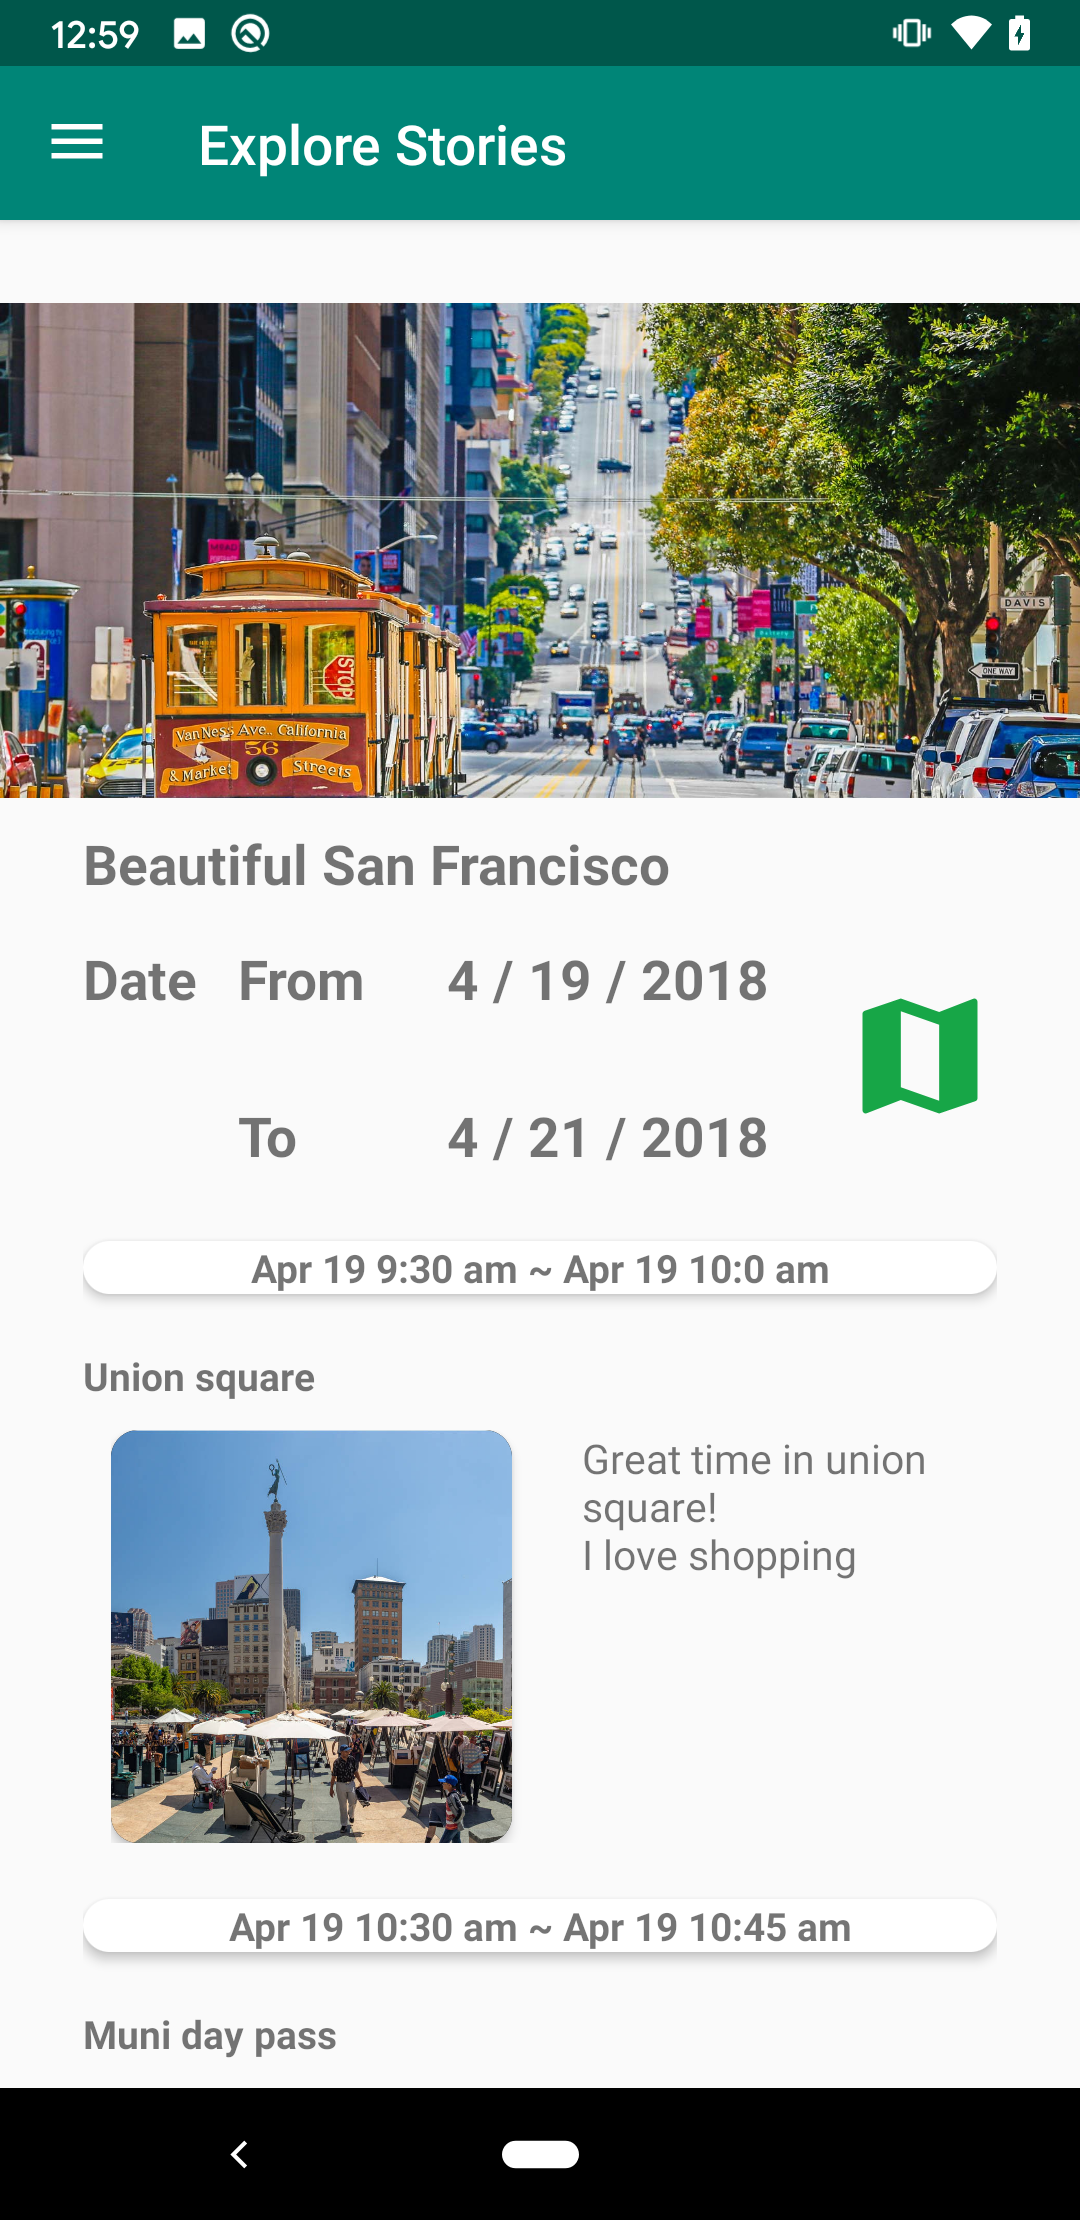 12:59
Explore Stories
DAVIS
ONE WAY
STOP
Van Ness Ave., California
56
& Market Streets
Beautiful San Francisco
Date From 4 / 19 / 2018
To 4 / 21 / 2018
Apr 19 9:30 am ~ Apr 19 10:0 am
Union square
Great time in union
square!
I love shopping
Apr 19 10:30 am ~ Apr 19 10:45 am
Muni day pass